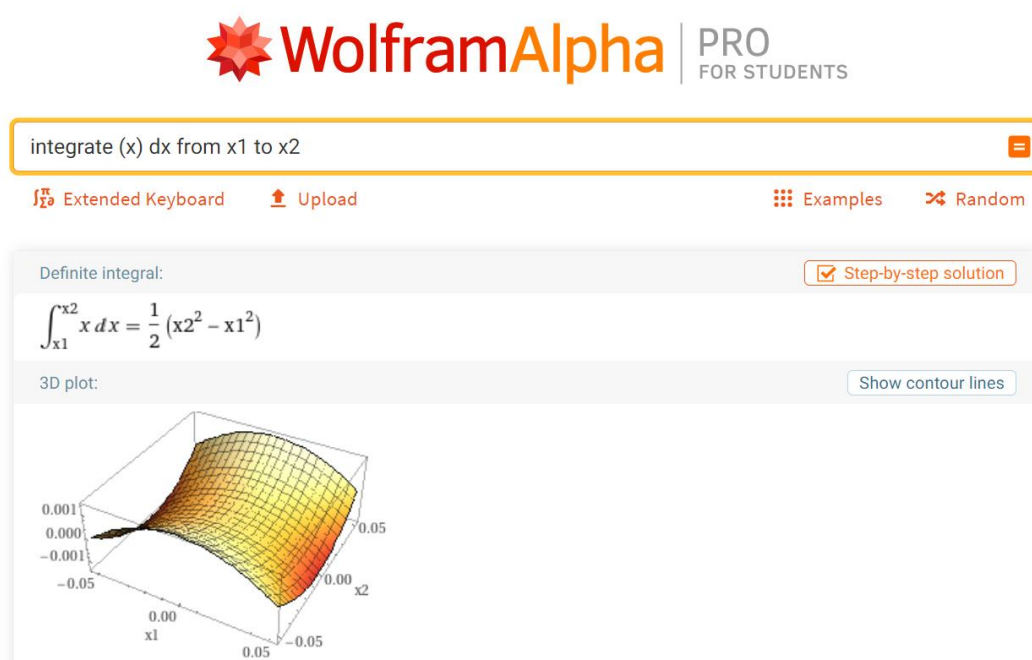 WolframAlpha PRO
FOR STUDENTS
integrate (x) dx from x1 to x2
Extended Keyboard Upload Examples Random
Definite integral: Step-by-step solution
∫_{x1}^{x2} x dx = 1/2 (x2² – x1²)
3D plot: Show contour lines
0.001
0.000
−0.001
−0.05
0.00
x1
0.05
0.05
0.00
x2
−0.05